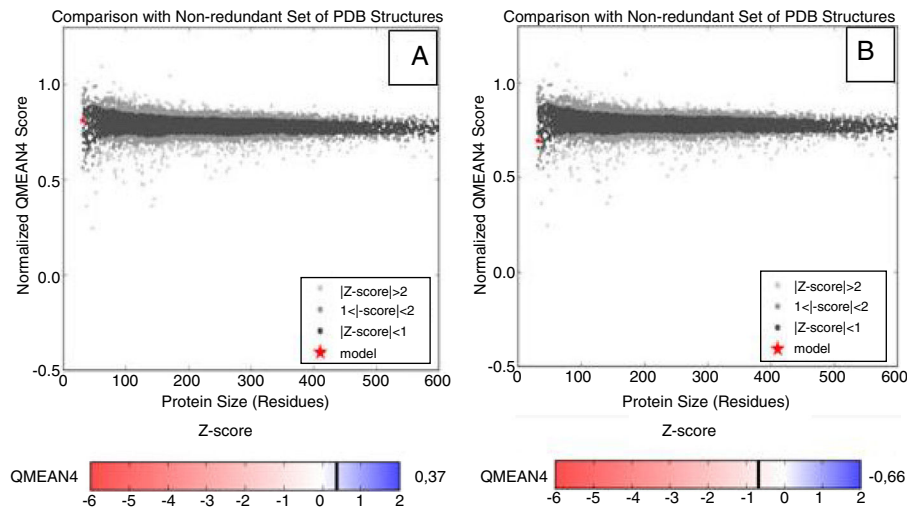 Comparison with Non-redundant Set of PDB Structures
A
Normalized QMEAN4 Score
1.0
0.5
0.0
-0.5
|Z-score|>2
1<|-score|<2
|Z-score|<1
model
0 100 200 300 400 500 600
Protein Size (Residues)
Z-score
QMEAN4
0,37
-6 -5 -4 -3 -2 -1 0 1 2
Comparison with Non-redundant Set of PDB Structures
B
Normalized QMEAN4 Score
1.0
0.5
0.0
-0.5
|Z-score|>2
1<|-score|<2
|Z-score|<1
model
0 100 200 300 400 500 600
Protein Size (Residues)
Z-score
QMEAN4
-0,66
-6 -5 -4 -3 -2 -1 0 1 2